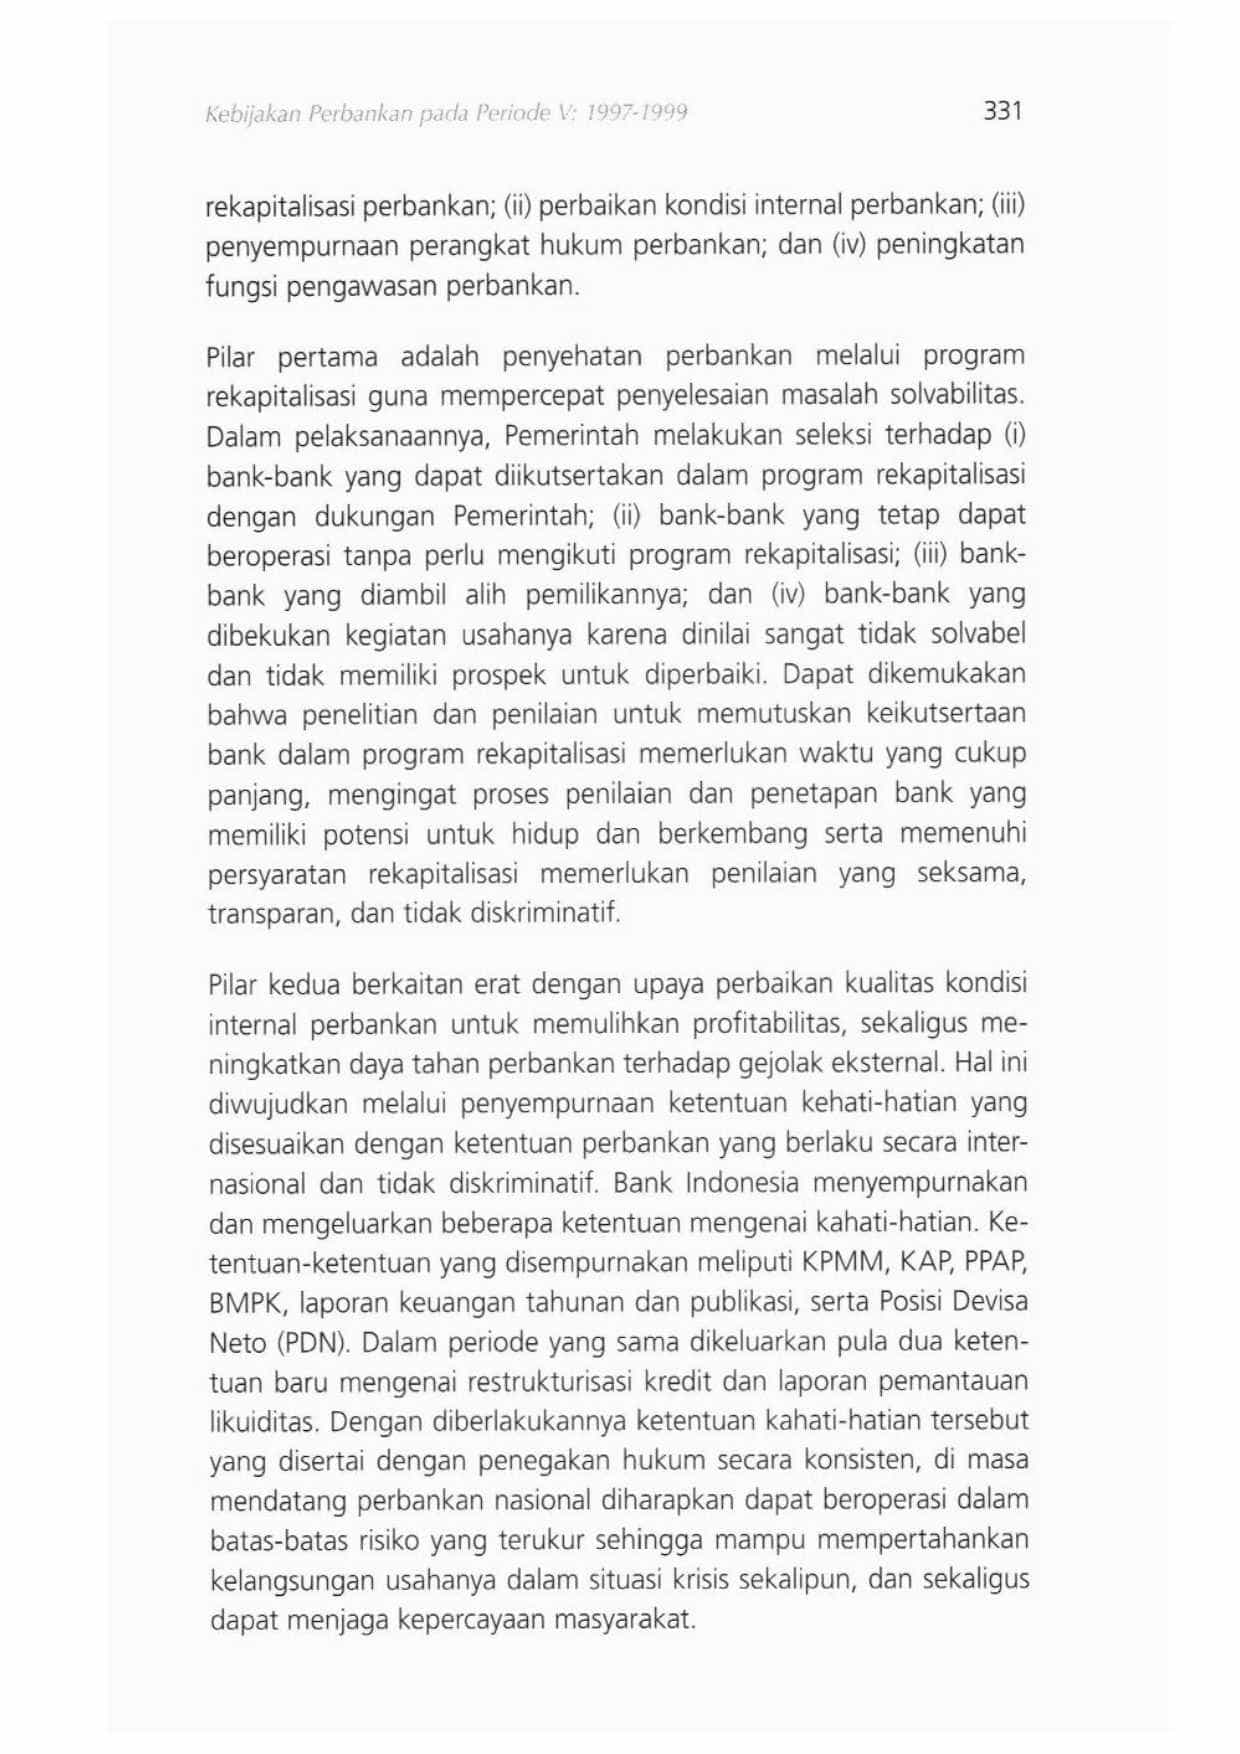 Kebijakan Perbankan pada Periode V: 1997-1999 331
rekapitalisasi perbankan; (ii) perbaikan kondisi internal perbankan; (iii)
penyempurnaan perangkat hukum perbankan; dan (iv) peningkatan
fungsi pengawasan perbankan.
Pilar pertama adalah penyehatan perbankan melalui program
rekapitalisasi guna mempercepat penyelesaian masalah solvabilitas.
Dalam pelaksanaannya, Pemerintah melakukan seleksi terhadap (i)
bank-bank yang dapat diikutsertakan dalam program rekapitalisasi
dengan dukungan Pemerintah; (ii) bank-bank yang tetap dapat
beroperasi tanpa perlu mengikuti program rekapitalisasi; (iii) bank-
bank yang diambil alih pemilikannya; dan (iv) bank-bank yang
dibekukan kegiatan usahanya karena dinilai sangat tidak solvabel
dan tidak memiliki prospek untuk diperbaiki. Dapat dikemukakan
bahwa penelitian dan penilaian untuk memutuskan keikutsertaan
bank dalam program rekapitalisasi memerlukan waktu yang cukup
panjang, mengingat proses penilaian dan penetapan bank yang
memiliki potensi untuk hidup dan berkembang serta memenuhi
persyaratan rekapitalisasi memerlukan penilaian yang seksama,
transparan, dan tidak diskriminatif.
Pilar kedua berkaitan erat dengan upaya perbaikan kualitas kondisi
internal perbankan untuk memulihkan profitabilitas, sekaligus me-
ningkatkan daya tahan perbankan terhadap gejolak eksternal. Hal ini
diwujudkan melalui penyempurnaan ketentuan kehati-hatian yang
disesuaikan dengan ketentuan perbankan yang berlaku secara inter-
nasional dan tidak diskriminatif. Bank Indonesia menyempurnakan
dan mengeluarkan beberapa ketentuan mengenai kahati-hatian. Ke-
tentuan-ketentuan yang disempurnakan meliputi KPMM, KAP, PPAP,
BMPK, laporan keuangan tahunan dan publikasi, serta Posisi Devisa
Neto (PDN). Dalam periode yang sama dikeluarkan pula dua keten-
tuan baru mengenai restrukturisasi kredit dan laporan pemantauan
likuiditas. Dengan diberlakukannya ketentuan kahati-hatian tersebut
yang disertai dengan penegakan hukum secara konsisten, di masa
mendatang perbankan nasional diharapkan dapat beroperasi dalam
batas-batas risiko yang terukur sehingga mampu mempertahankan
kelangsungan usahanya dalam situasi krisis sekalipun, dan sekaligus
dapat menjaga kepercayaan masyarakat.